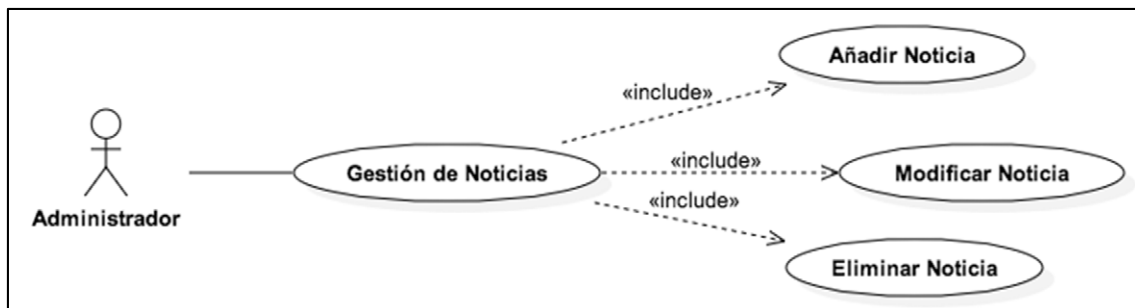 Añadir Noticia
«include»
Gestión de Noticias
«include»
Modificar Noticia
«include»
Administrador
Eliminar Noticia